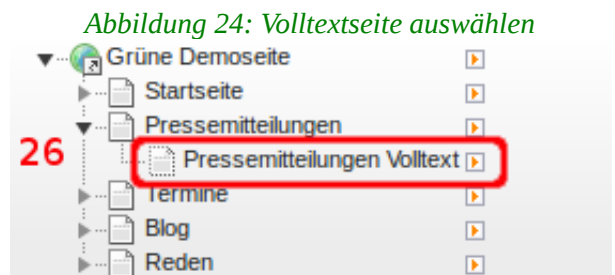 Abbildung 24: Volltextseite auswählen
Grüne Demoseite
Startseite
Pressemitteilungen
26 Pressemitteilungen Volltext
Termine
Blog
Reden